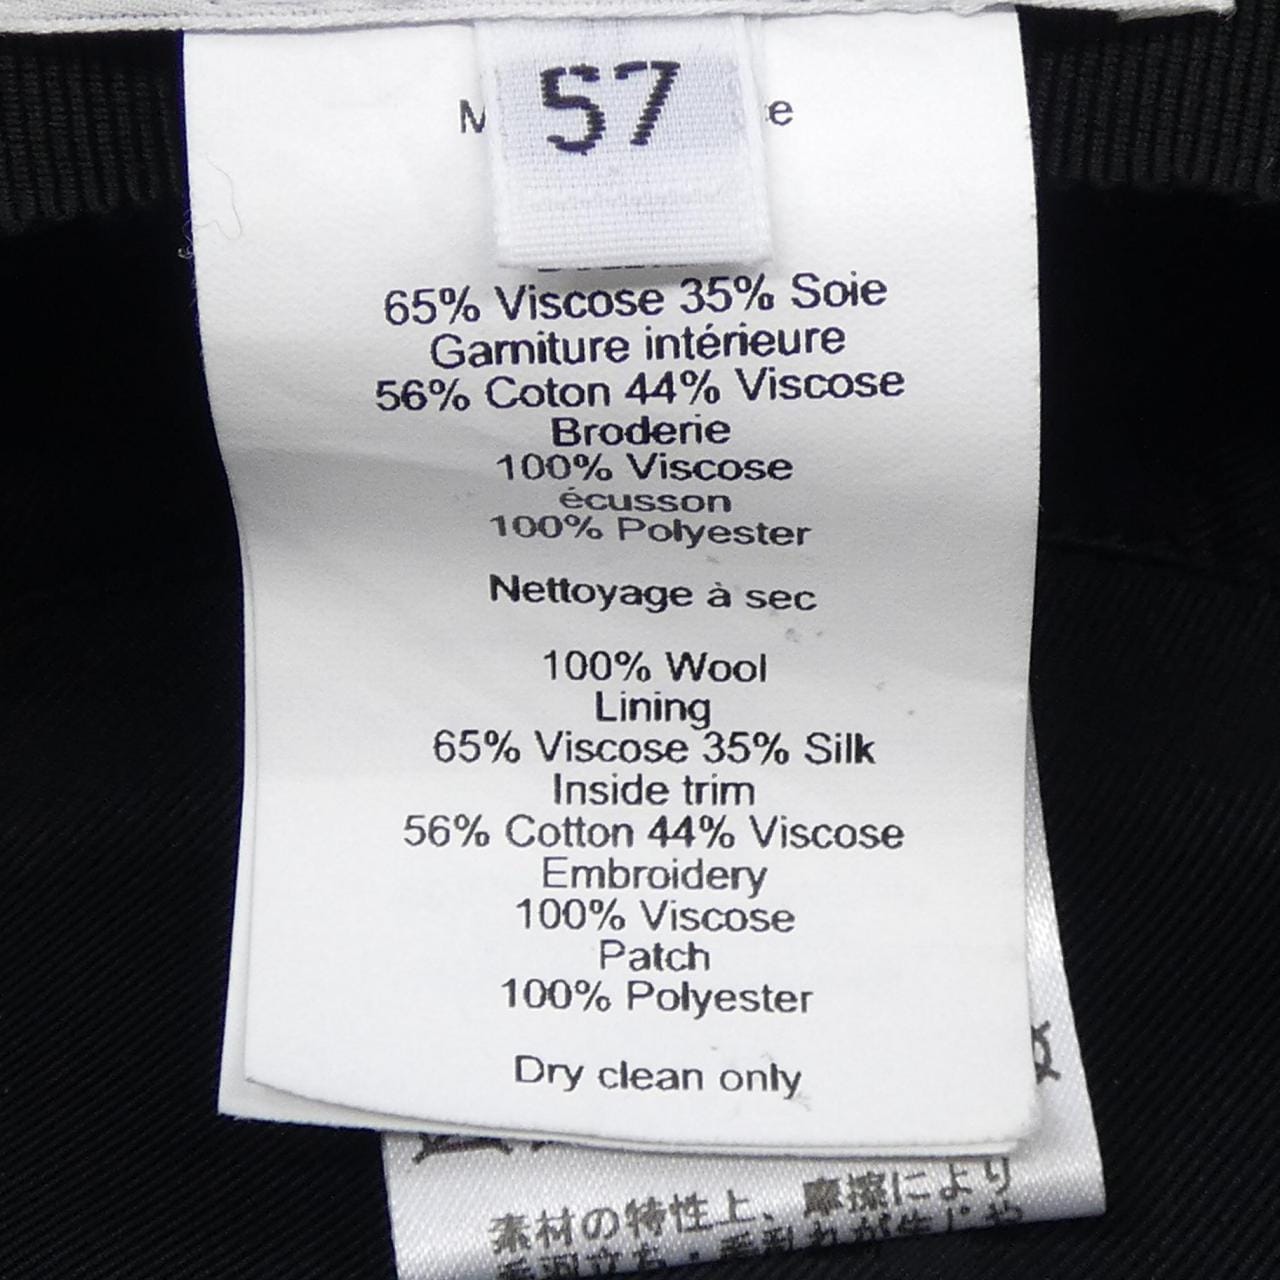 57
65% Viscose 35% Soie
Garniture intérieure
56% Coton 44% Viscose
Broderie
100% Viscose
écusson
100% Polyester
Nettoyage à sec
100% Wool
Lining
65% Viscose 35% Silk
Inside trim
56% Cotton 44% Viscose
Embroidery
100% Viscose
Patch
100% Polyester
Dry clean only
素材の特性上、摩擦により